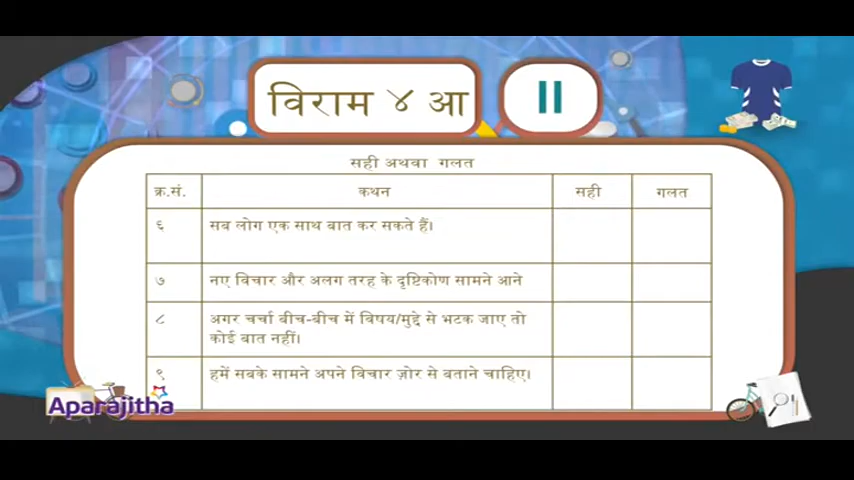 विराम ४ आ
II
सही अथवा गलत
क्र.सं. कथन सही गलत
६ सब लोग एक साथ बात कर सकते हैं।
७ नए विचार और अलग तरह के दृष्टिकोण सामने आने
८ अगर चर्चा बीच-बीच में विषय/मुद्दे से भटक जाए तो
कोई बात नहीं।
९ हमें सबके सामने अपने विचार ज़ोर से बताने चाहिए।
Aparajitha